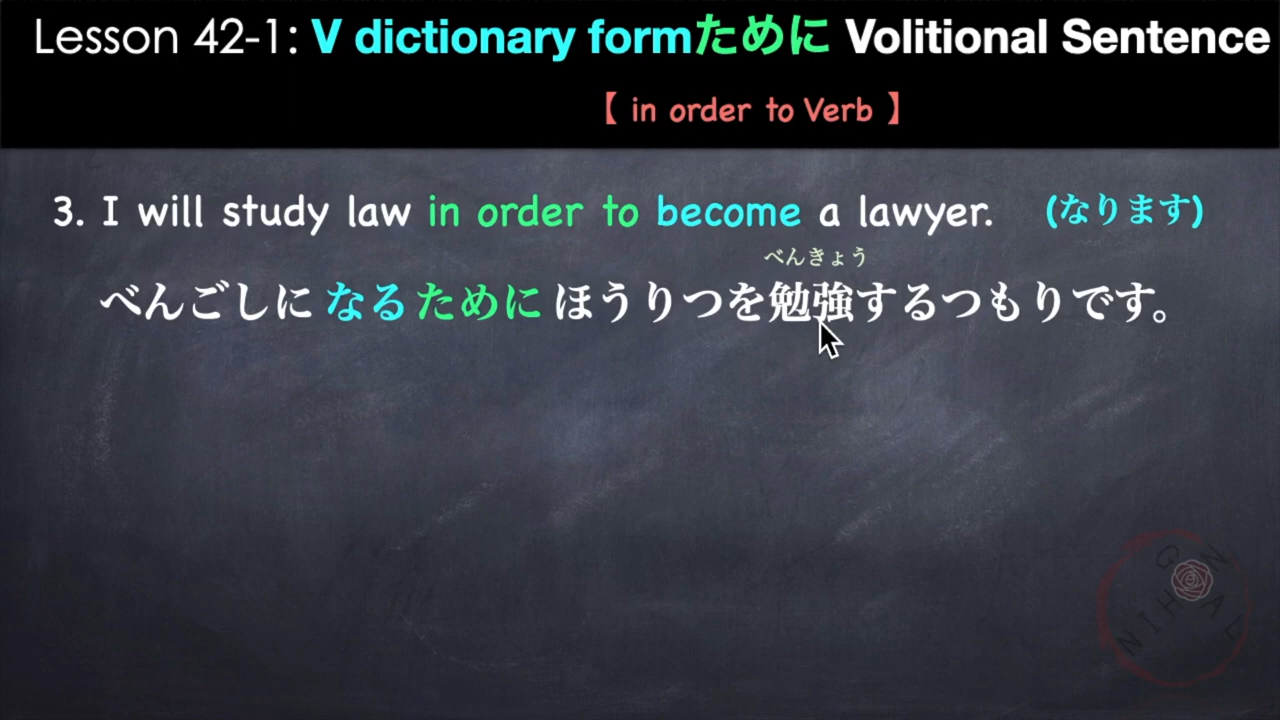 Lesson 42-1: V dictionary formために Volitional Sentence
【 in order to Verb 】
3. I will study law in order to become a lawyer. (なります)
べんきょう
べんごしに なる ために ほうりつを勉強するつもりです。
NIHONGOAL